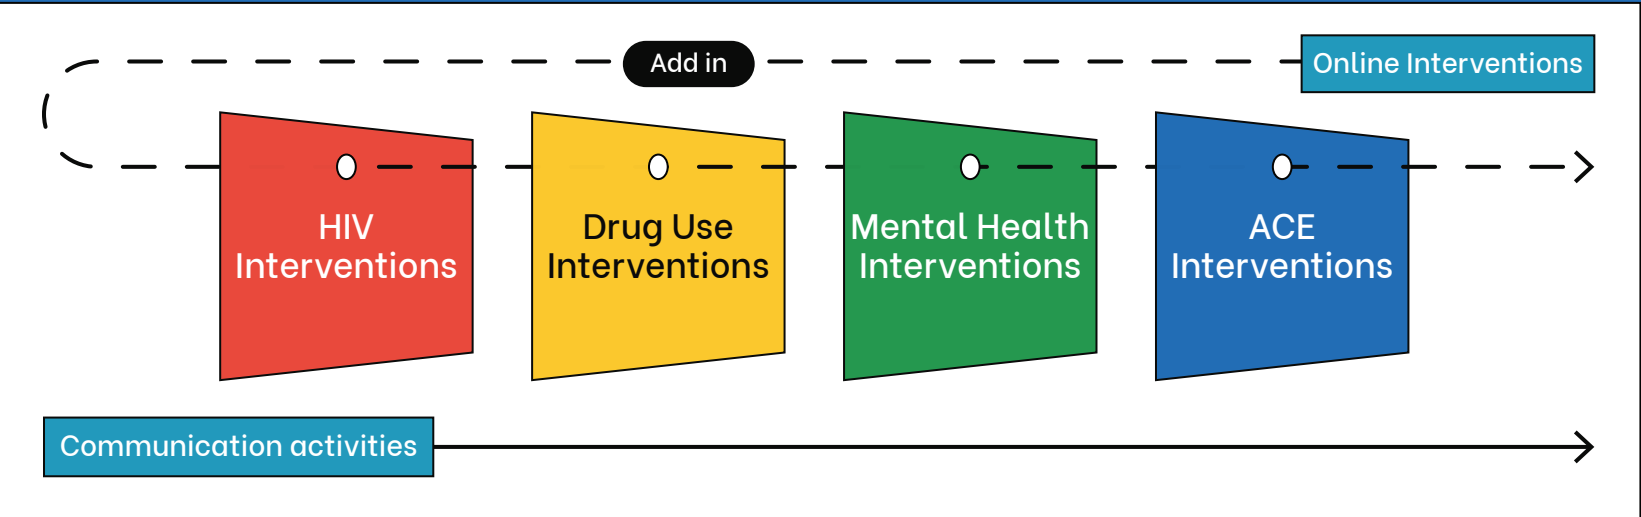 Add in
Online Interventions
HIV
Interventions
Drug Use
Interventions
Mental Health
Interventions
ACE
Interventions
Communication activities